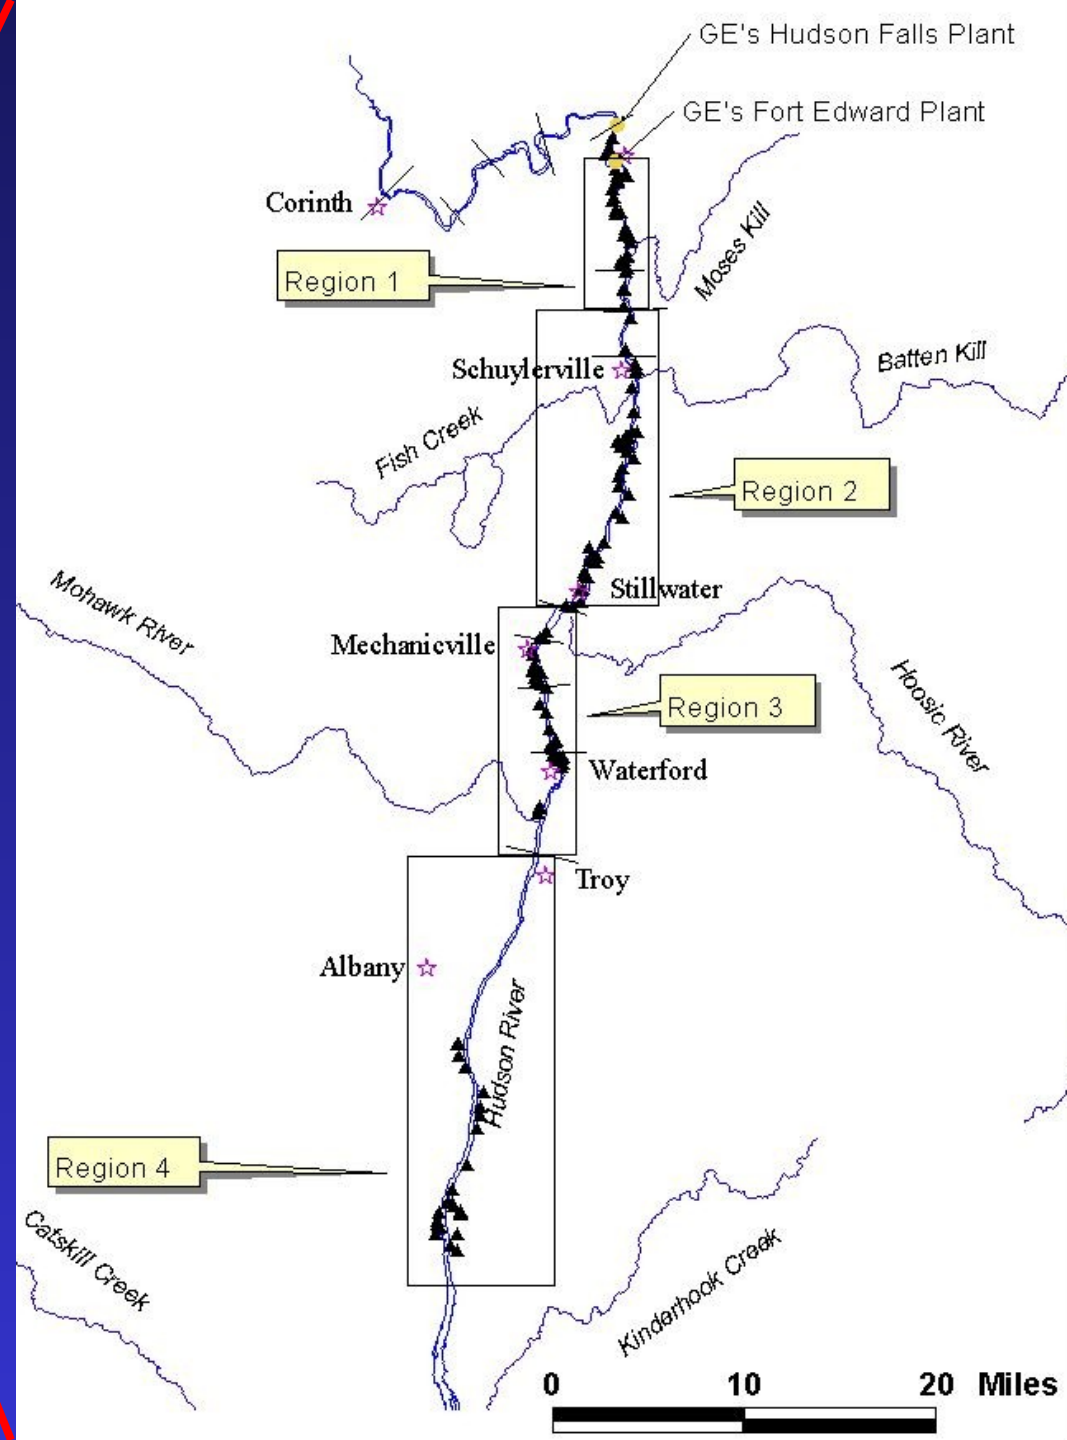 GE's Hudson Falls Plant
GE's Fort Edward Plant
Corinth
Moses Kill
Region 1
Schuylerville
Batten Kill
Fish Creek
Region 2
Mohawk River
Stillwater
Mechanicville
Hoosic River
Region 3
Waterford
Troy
Albany
Hudson River
Region 4
Catskill Creek
Kinderhook Creek
0 10 20 Miles